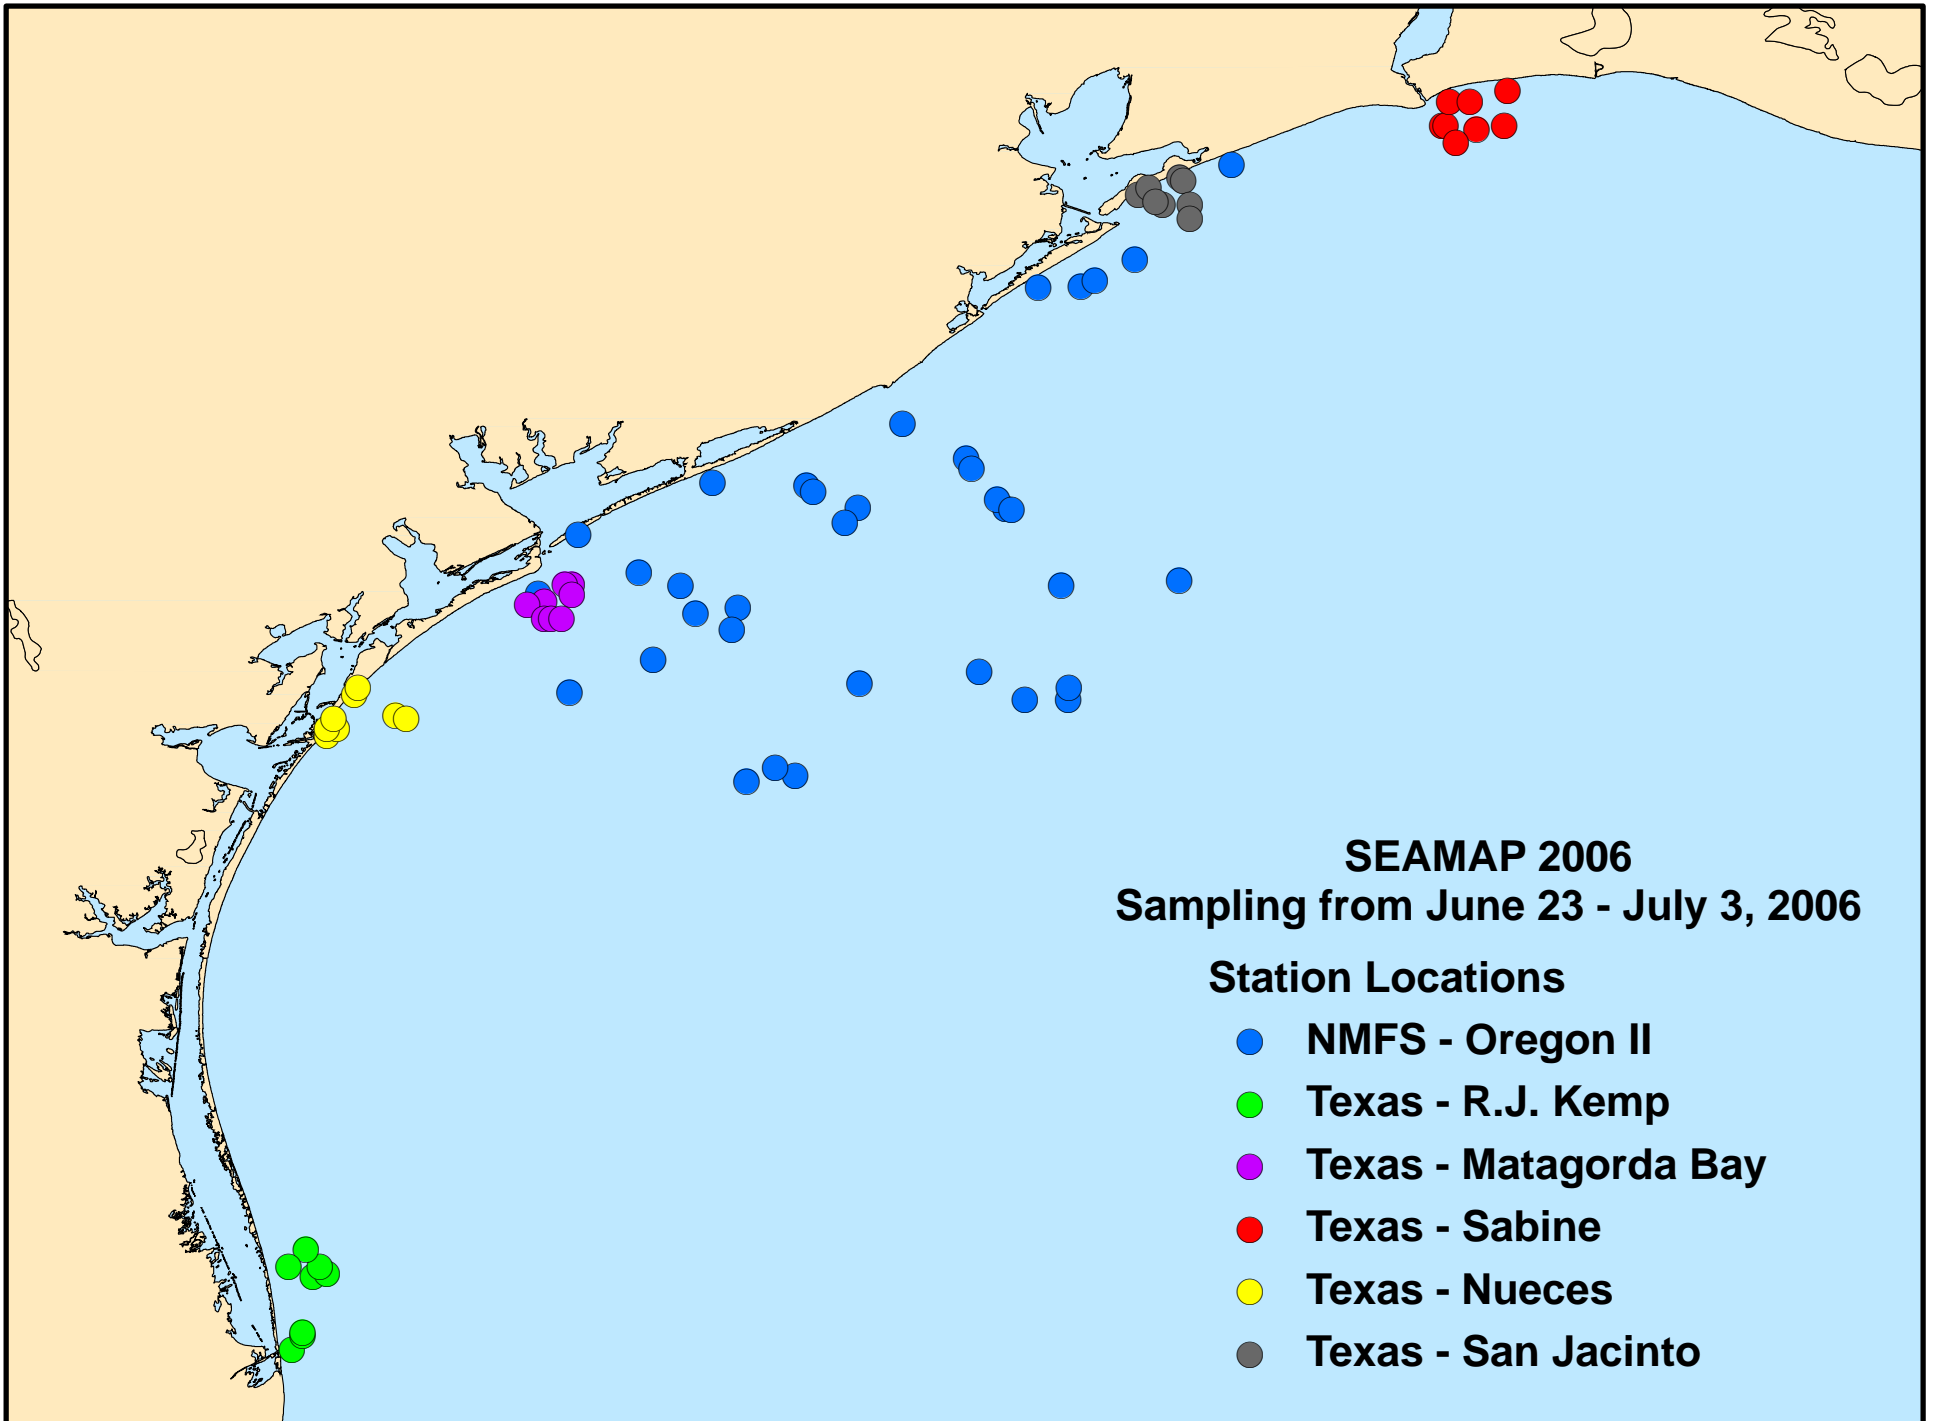 SEAMAP 2006
Sampling from June 23 - July 3, 2006
Station Locations
NMFS - Oregon II
Texas - R.J. Kemp
Texas - Matagorda Bay
Texas - Sabine
Texas - Nueces
Texas - San Jacinto